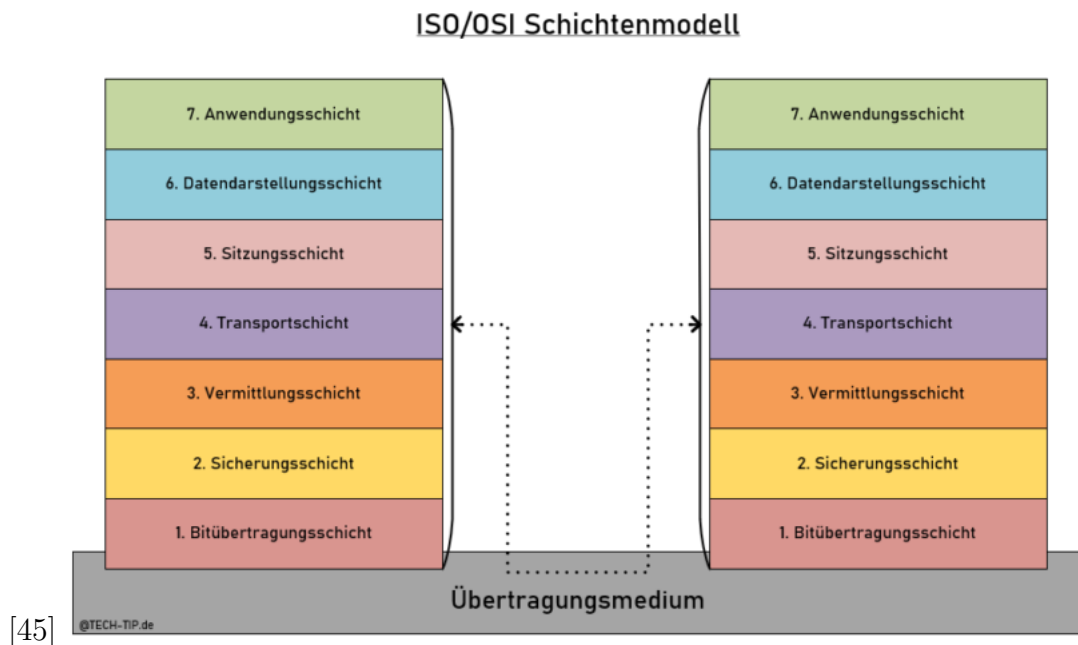 ISO/OSI Schichtenmodell
7. Anwendungsschicht
6. Datendarstellungsschicht
5. Sitzungsschicht
4. Transportschicht
3. Vermittlungsschicht
2. Sicherungsschicht
1. Bitübertragungsschicht
7. Anwendungsschicht
6. Datendarstellungsschicht
5. Sitzungsschicht
4. Transportschicht
3. Vermittlungsschicht
2. Sicherungsschicht
1. Bitübertragungsschicht
Übertragungsmedium
@TECH-TIP.de
[45]